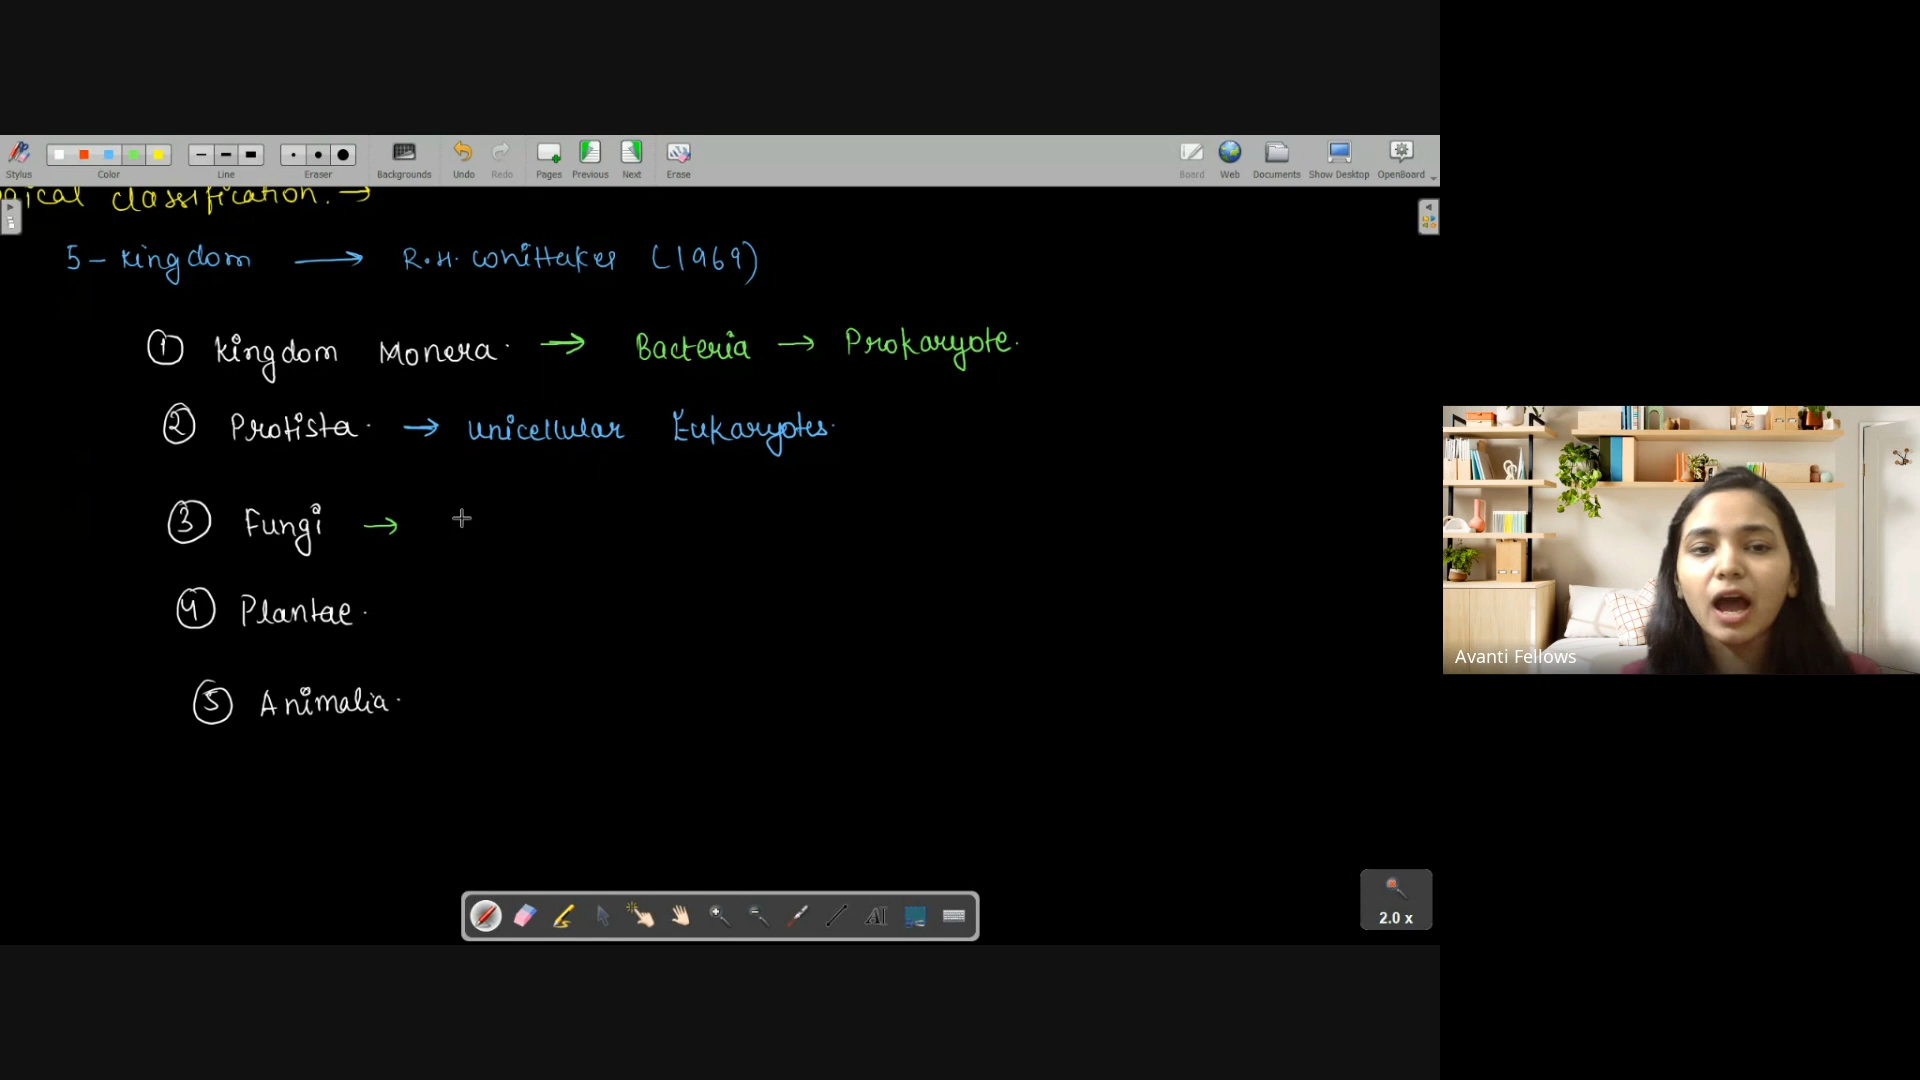 Stylus Color Line Eraser Backgrounds Undo Redo Pages Previous Next Erase Board Web Documents Show Desktop OpenBoard
classification. →
5 - kingdom → R.H. Whittaker (1969)
① Kingdom Monera. → Bacteria → Prokaryote.
② Protista. → unicellular Eukaryotes.
③ Fungi →
④ Plantae.
⑤ Animalia.
Avanti Fellows
2.0 x